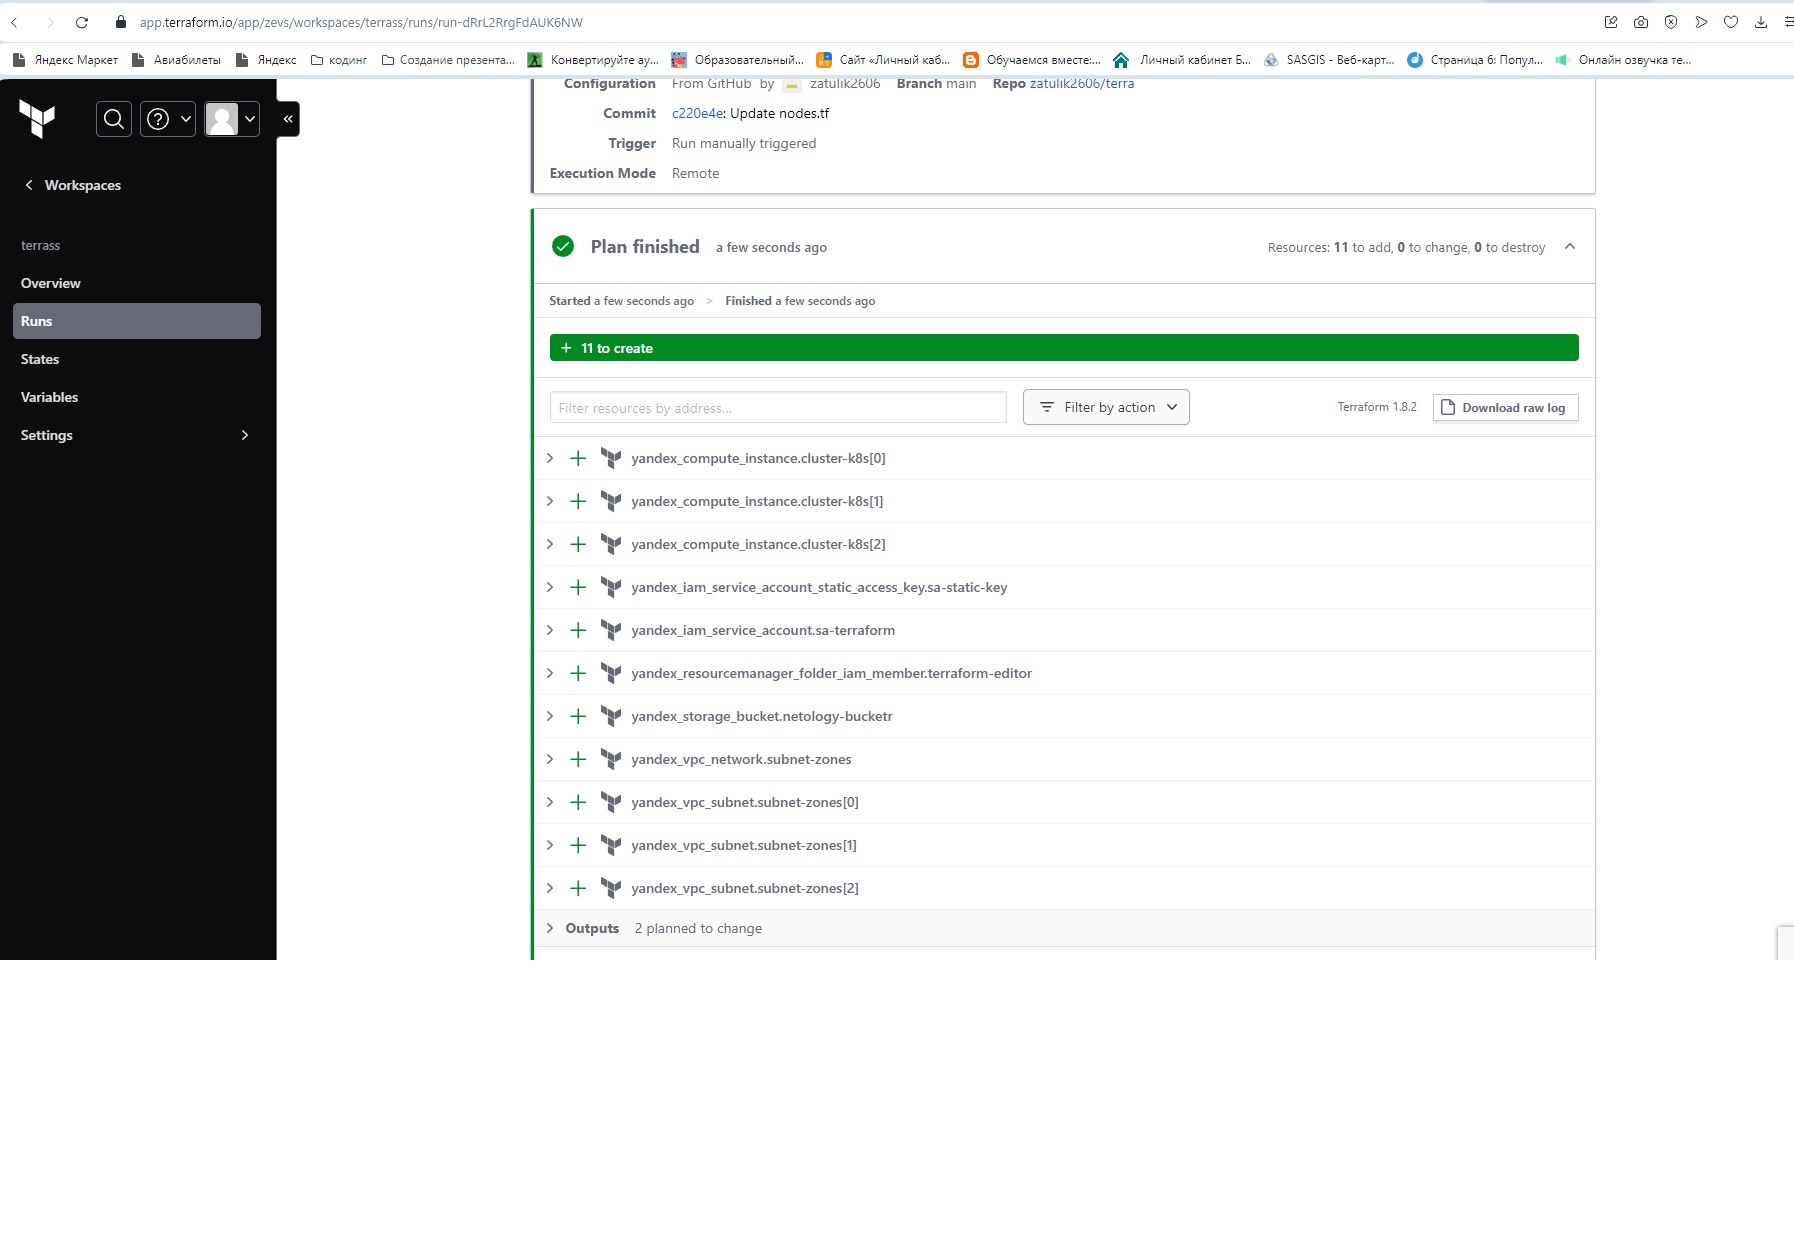 app.terraform.io/app/zevs/workspaces/terrass/runs/run-dRrL2RrgFdAUK6NW
Яндекс Маркет Авиабилеты Яндекс кодинг Создание презента... Конвертируйте ау... Образовательный... Сайт «Личный каб... Обучаемся вместе:... Личный кабинет Б... SASGIS - Веб-карт... Страница 6: Попул... Онлайн озвучка те...
Workspaces
terrass
Overview
Runs
States
Variables
Settings
Configuration From GitHub by zatulik2606 Branch main Repo zatulik2606/terra
Commit c220e4e: Update nodes.tf
Trigger Run manually triggered
Execution Mode Remote
Plan finished a few seconds ago Resources: 11 to add, 0 to change, 0 to destroy
Started a few seconds ago > Finished a few seconds ago
+ 11 to create
Filter resources by address... Filter by action Terraform 1.8.2 Download raw log
yandex_compute_instance.cluster-k8s[0]
yandex_compute_instance.cluster-k8s[1]
yandex_compute_instance.cluster-k8s[2]
yandex_iam_service_account_static_access_key.sa-static-key
yandex_iam_service_account.sa-terraform
yandex_resourcemanager_folder_iam_member.terraform-editor
yandex_storage_bucket.netology-bucketr
yandex_vpc_network.subnet-zones
yandex_vpc_subnet.subnet-zones[0]
yandex_vpc_subnet.subnet-zones[1]
yandex_vpc_subnet.subnet-zones[2]
Outputs 2 planned to change